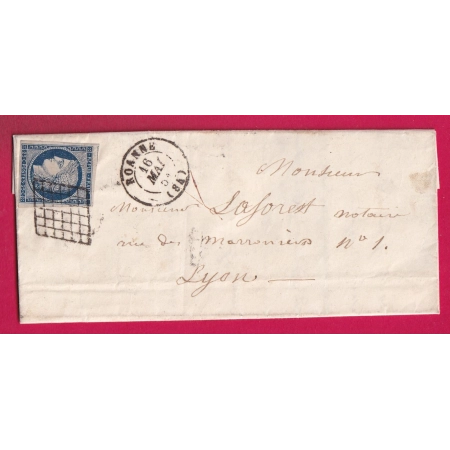 ROANNE
16
MAI
(84)
Monsieur
Monsieur Laforest notaire
rue des Marronniers n° 1.
Lyon